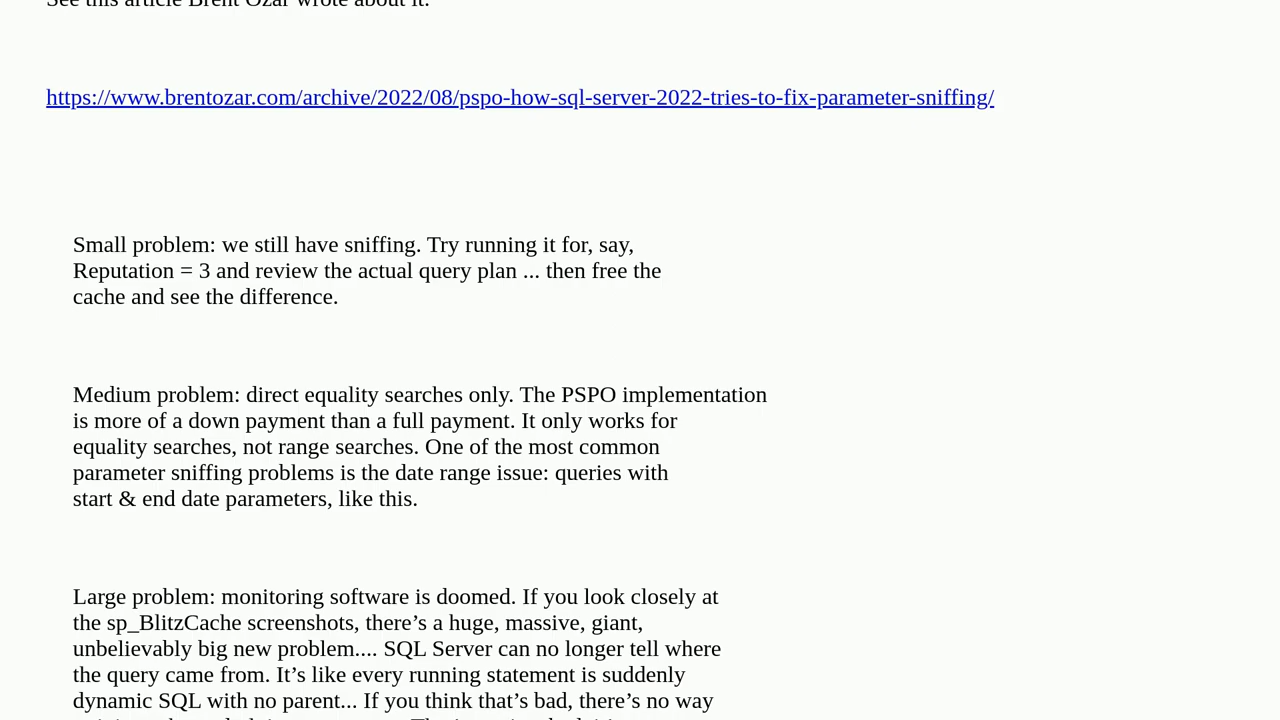 See this article Brent Ozar wrote about it.
https://www.brentozar.com/archive/2022/08/pspo-how-sql-server-2022-tries-to-fix-parameter-sniffing/
Small problem: we still have sniffing. Try running it for, say,
Reputation = 3 and review the actual query plan ... then free the
cache and see the difference.
Medium problem: direct equality searches only. The PSPO implementation
is more of a down payment than a full payment. It only works for
equality searches, not range searches. One of the most common
parameter sniffing problems is the date range issue: queries with
start & end date parameters, like this.
Large problem: monitoring software is doomed. If you look closely at
the sp_BlitzCache screenshots, there’s a huge, massive, giant,
unbelievably big new problem.... SQL Server can no longer tell where
the query came from. It’s like every running statement is suddenly
dynamic SQL with no parent... If you think that’s bad, there’s no way